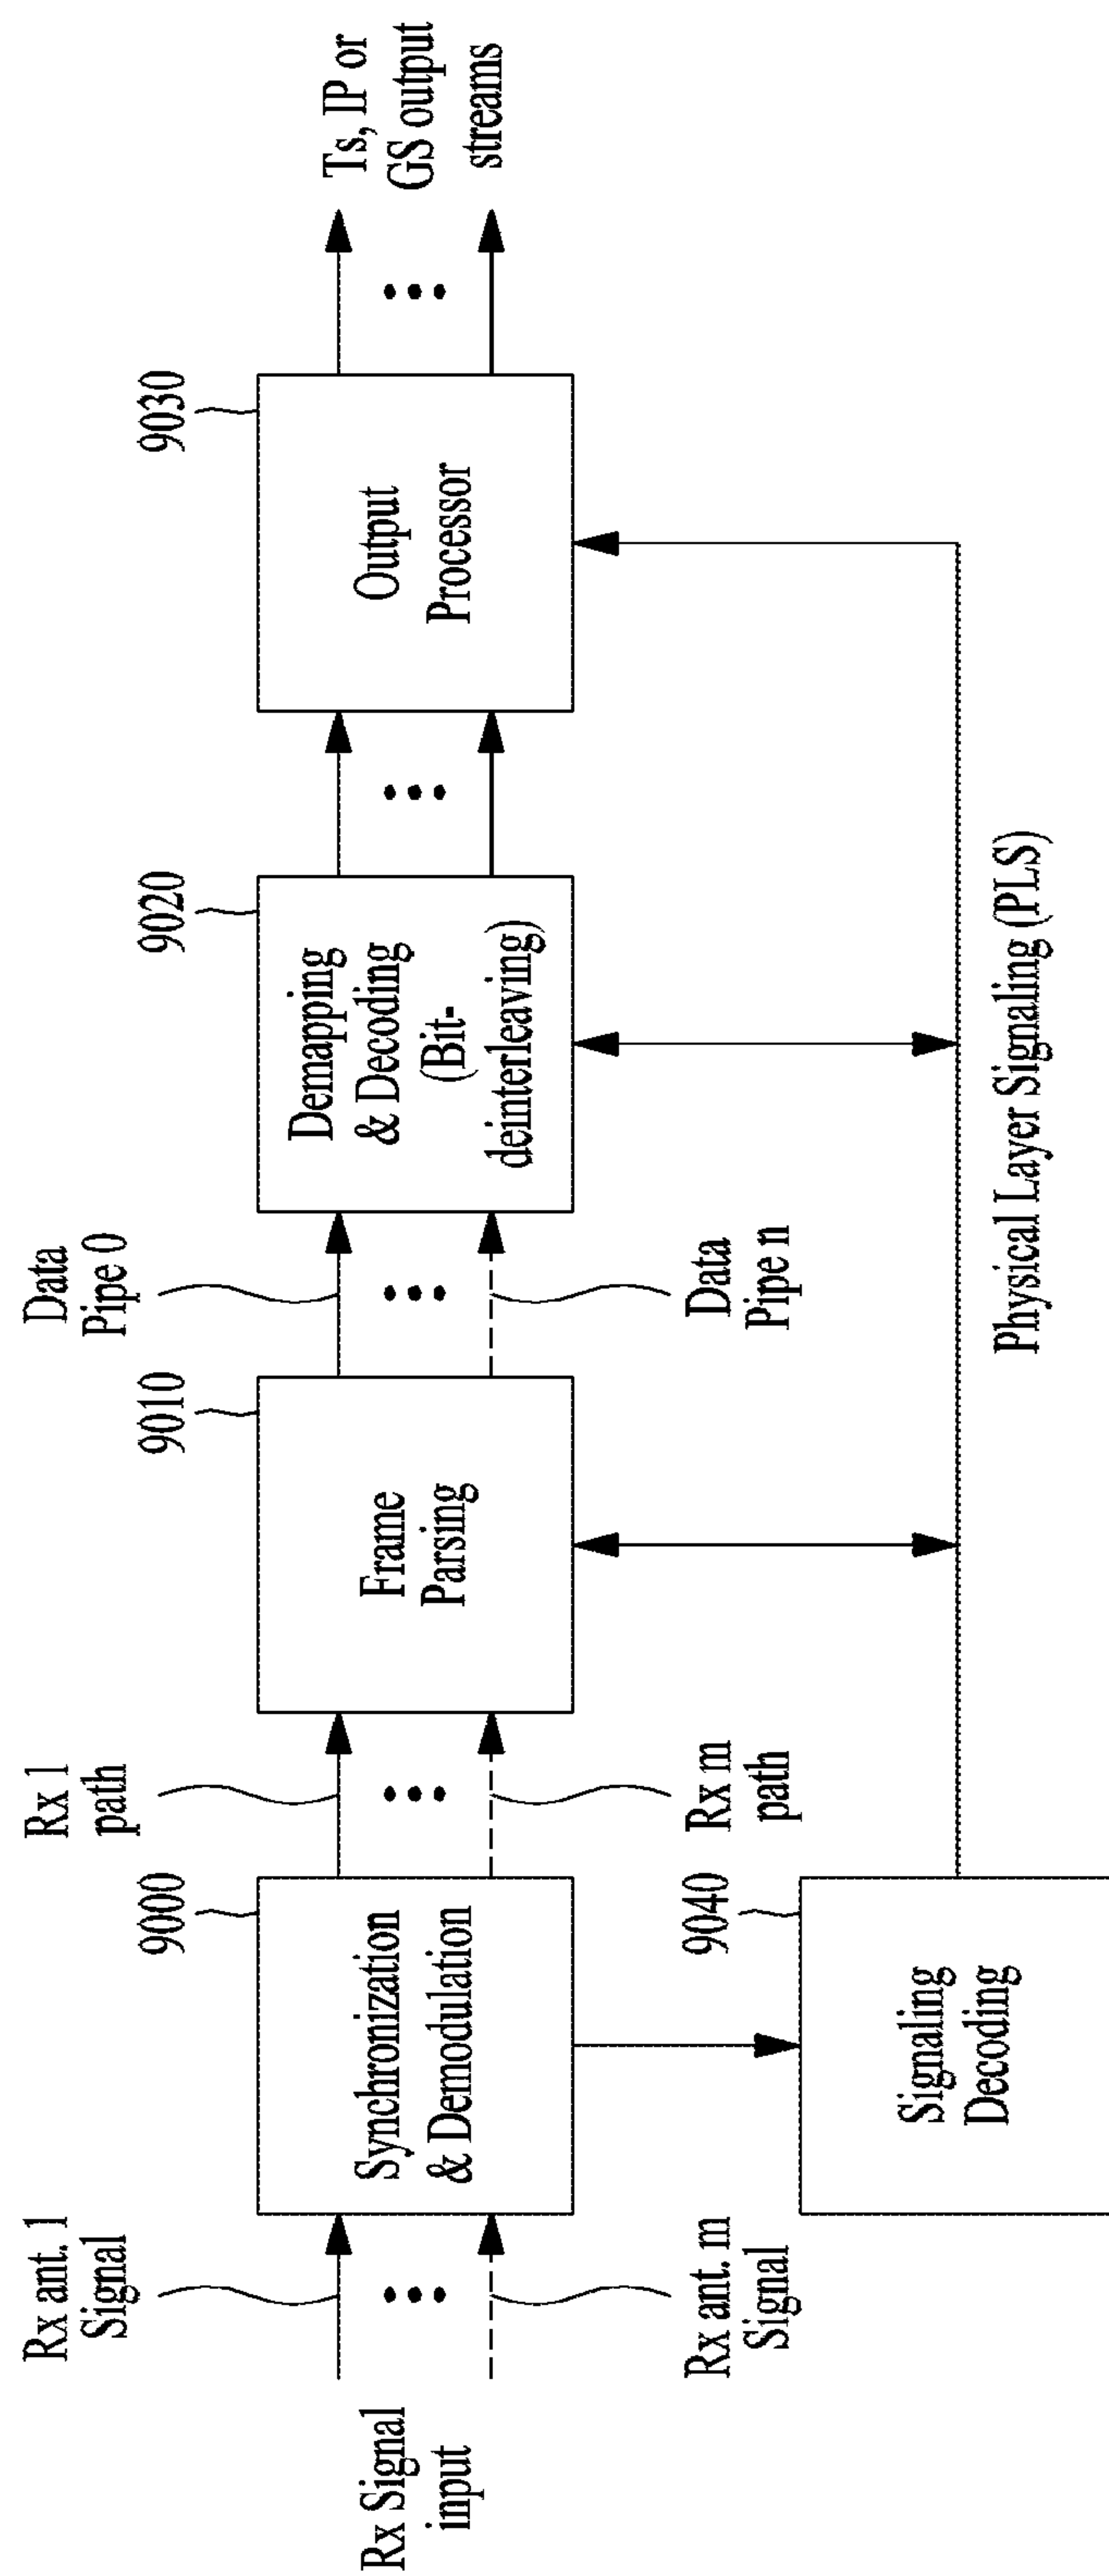 Rx Signal
input
Rx ant. 1
Signal
Rx ant. m
Signal
9000
Synchronization
& Demodulation
Rx 1
path
Rx m
path
9010
Frame
Parsing
Data
Pipe 0
Data
Pipe n
9020
Demapping
& Decoding
(Bit-
deinterleaving)
9030
Output
Processor
Ts, IP or
GS output
streams
9040
Signaling
Decoding
Physical Layer Signaling (PLS)